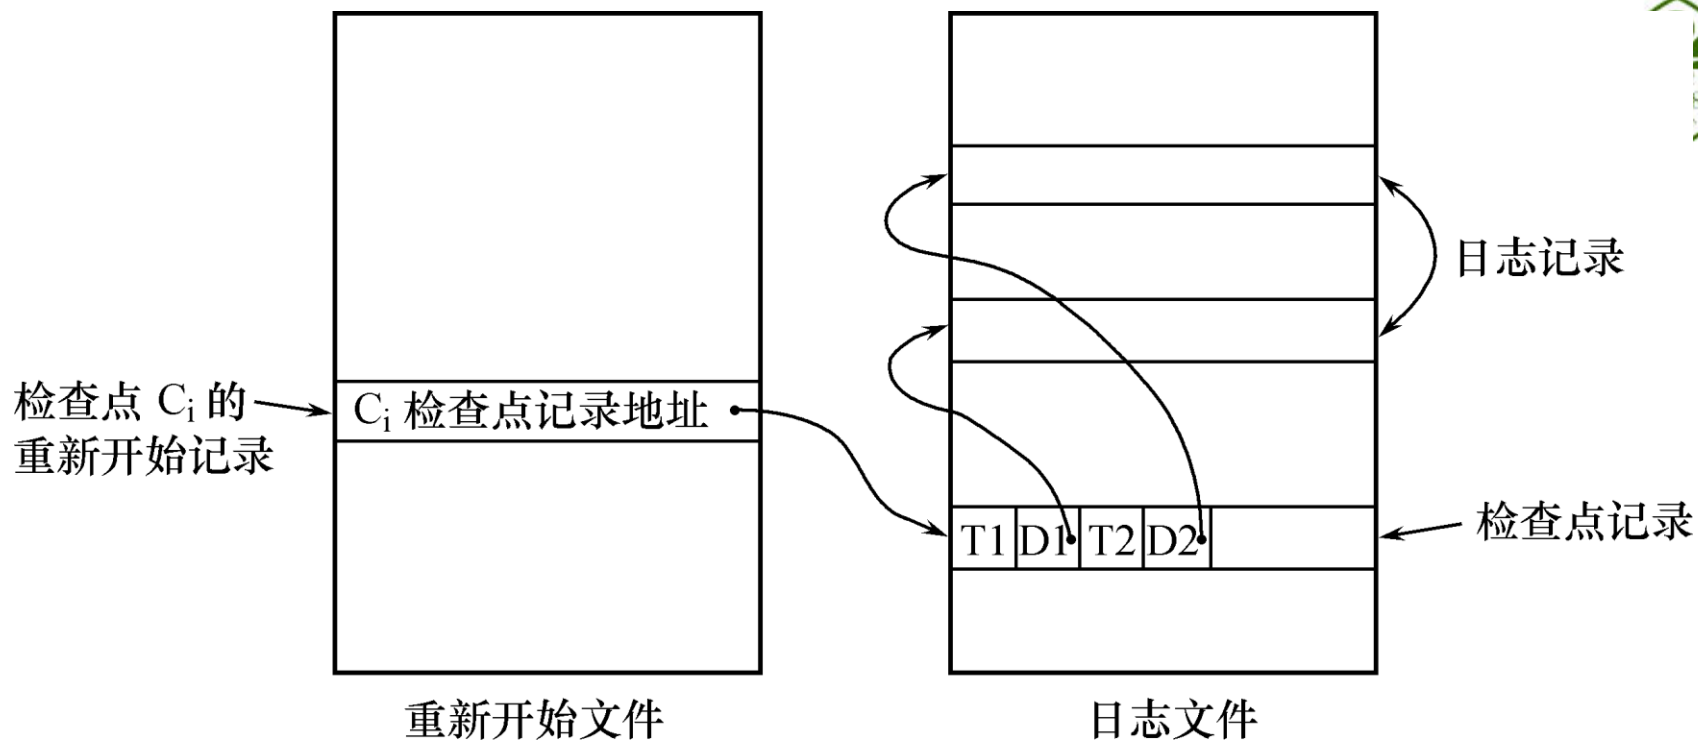 日志记录
检查点 Ci 的
重新开始记录
Ci 检查点记录地址
T1 D1 T2 D2
检查点记录
重新开始文件
日志文件